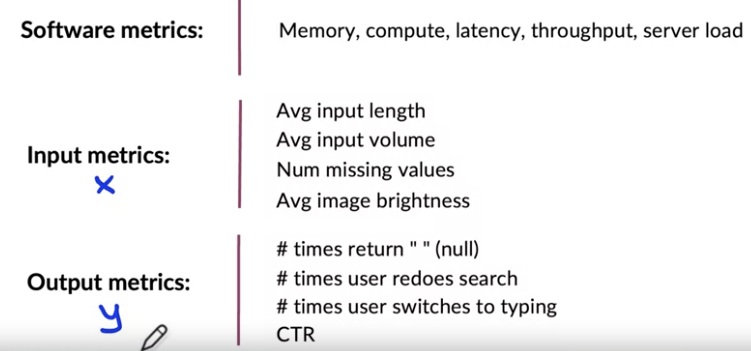 Software metrics:
Memory, compute, latency, throughput, server load
Input metrics:
x
Avg input length
Avg input volume
Num missing values
Avg image brightness
Output metrics:
y
# times return " " (null)
# times user redoes search
# times user switches to typing
CTR